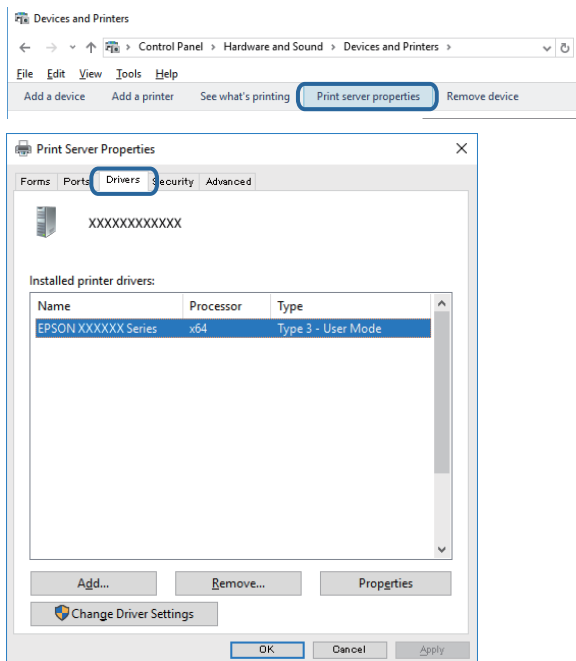 Devices and Printers
Control Panel > Hardware and Sound > Devices and Printers >
File Edit View Tools Help
Add a device Add a printer See what's printing Print server properties Remove device
Print Server Properties
Forms Ports Drivers Security Advanced
XXXXXXXXXXXX
Installed printer drivers:
Name Processor Type
EPSON XXXXXX Series x64 Type 3 - User Mode
Add... Remove... Properties
Change Driver Settings
OK Cancel Apply